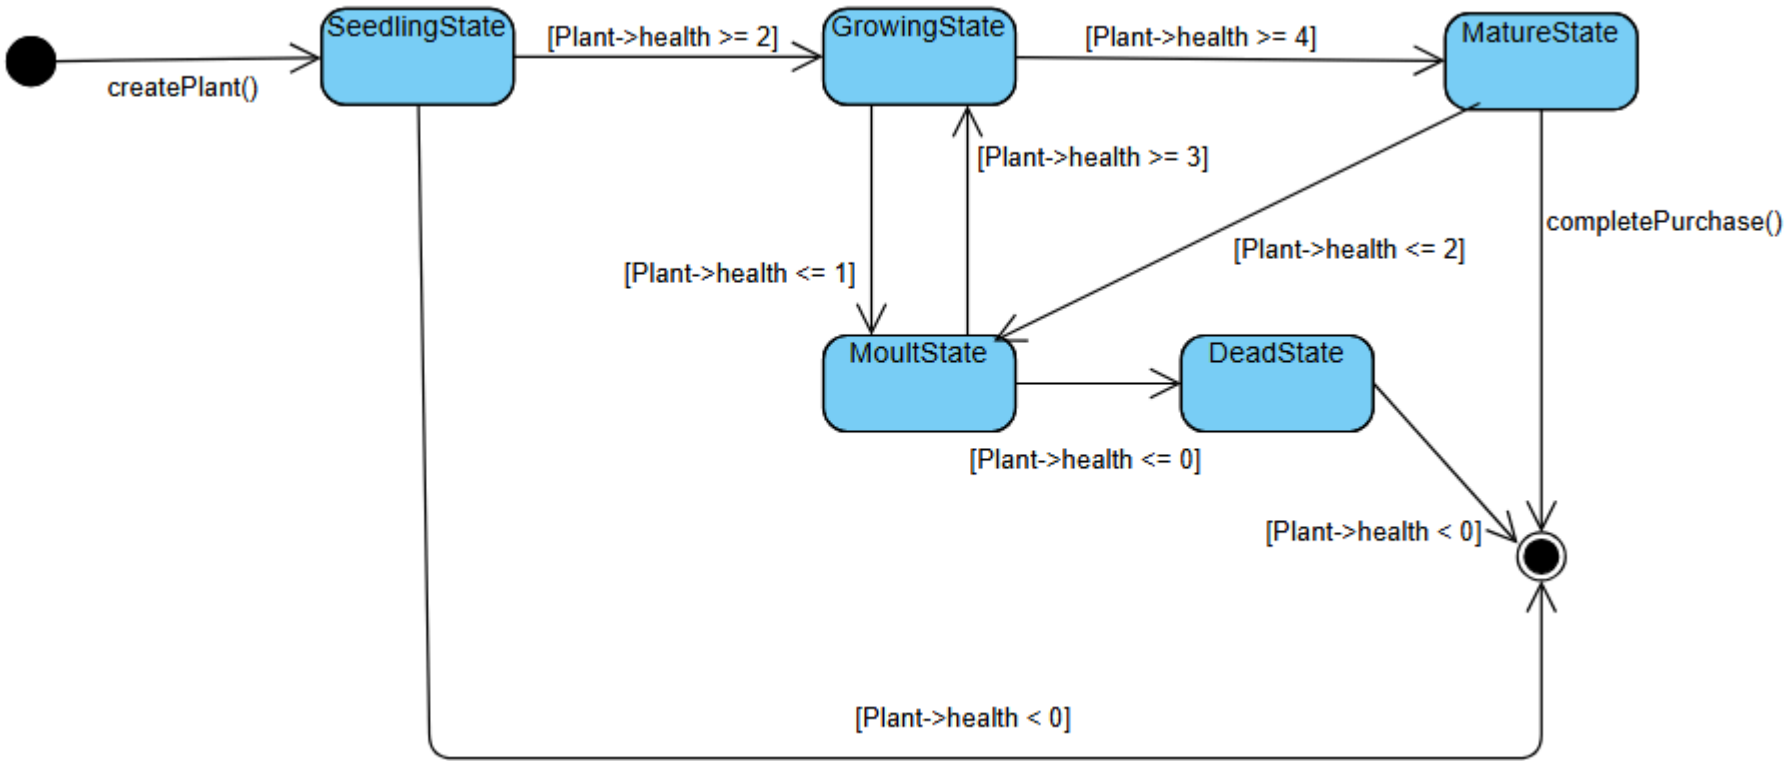 SeedlingState
[Plant->health >= 2]
GrowingState
[Plant->health >= 4]
MatureState
createPlant()
[Plant->health >= 3]
completePurchase()
[Plant->health <= 2]
[Plant->health <= 1]
MoultState
DeadState
[Plant->health <= 0]
[Plant->health < 0]
[Plant->health < 0]